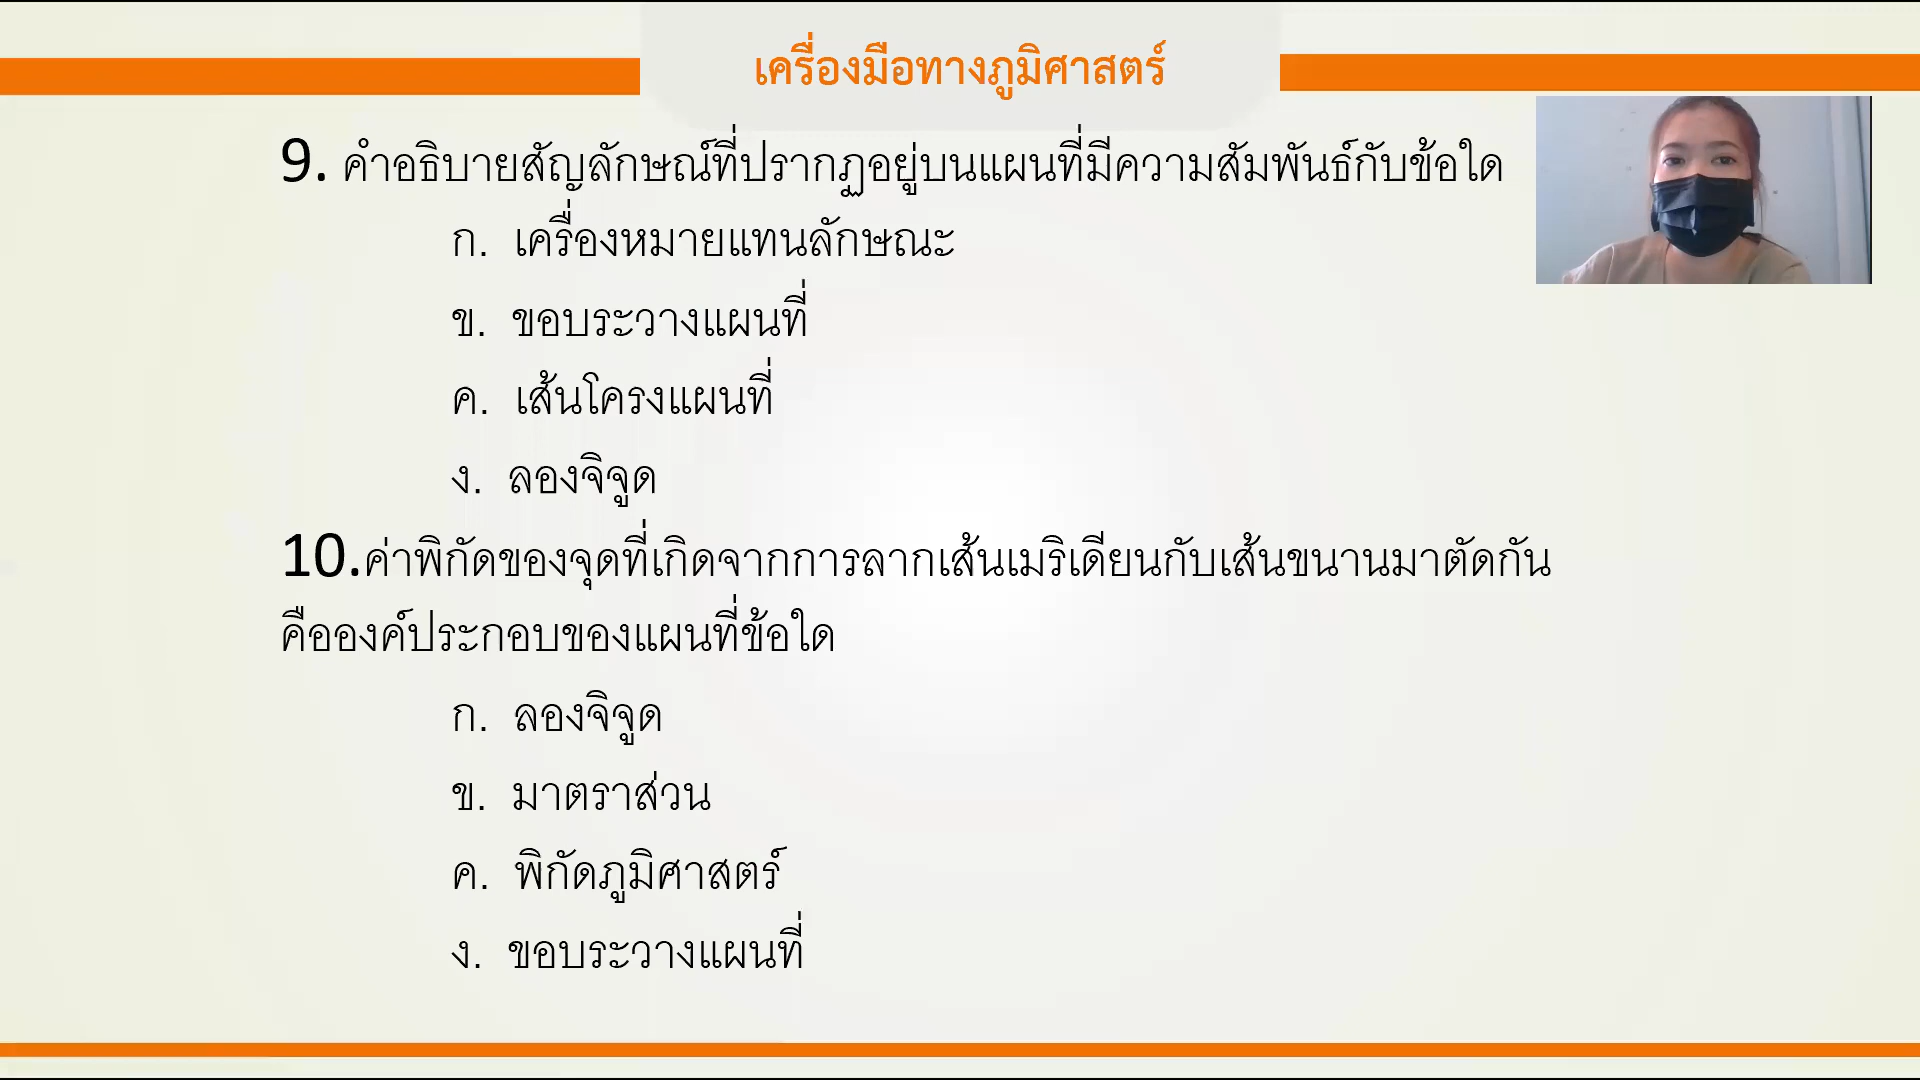 เครื่องมือทางภูมิศาสตร์
9. คำอธิบายสัญลักษณ์ที่ปรากฏอยู่บนแผนที่มีความสัมพันธ์กับข้อใด
ก. เครื่องหมายแทนลักษณะ
ข. ขอบระวางแผนที่
ค. เส้นโครงแผนที่
ง. ลองจิจูด
10.ค่าพิกัดของจุดที่เกิดจากการลากเส้นเมริเดียนกับเส้นขนานมาตัดกัน
คือองค์ประกอบของแผนที่ข้อใด
ก. ลองจิจูด
ข. มาตราส่วน
ค. พิกัดภูมิศาสตร์
ง. ขอบระวางแผนที่